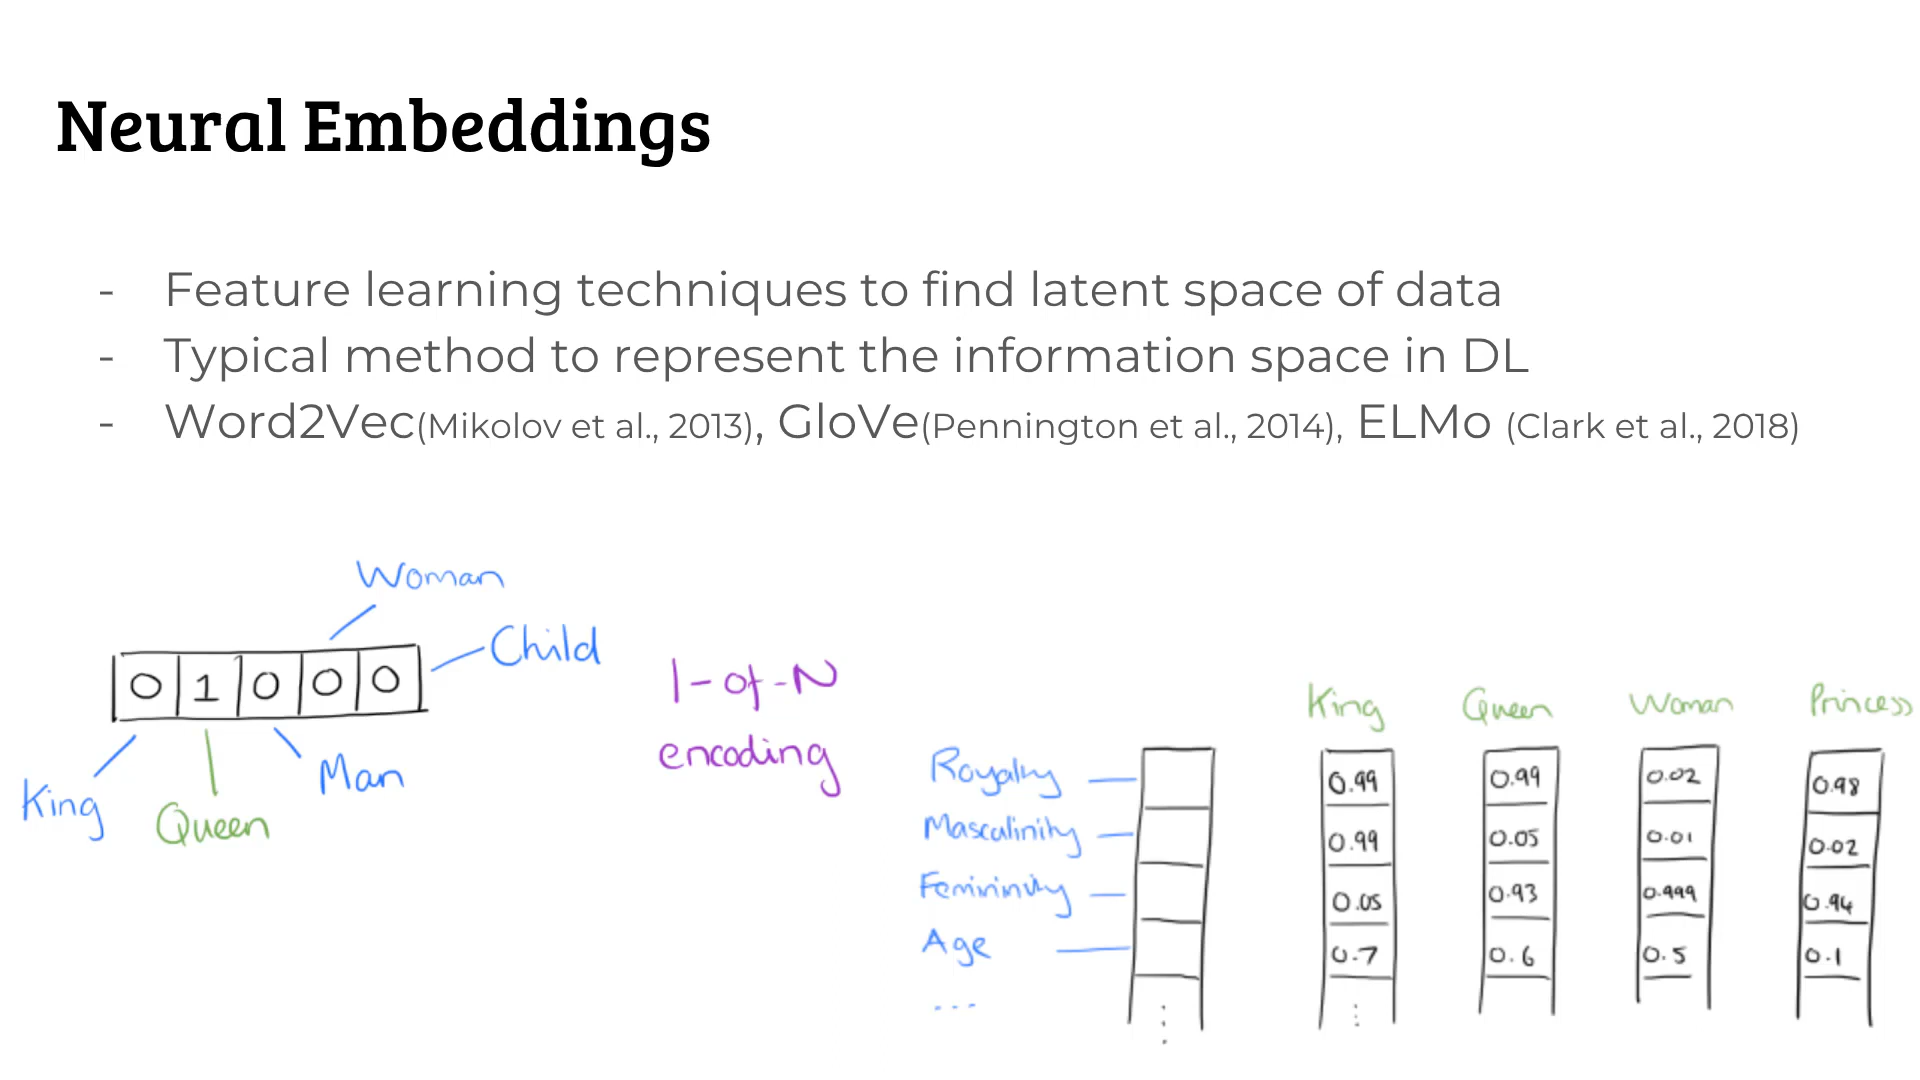 Neural Embeddings
- Feature learning techniques to find latent space of data
- Typical method to represent the information space in DL
- Word2Vec(Mikolov et al., 2013), GloVe(Pennington et al., 2014), ELMo (Clark et al., 2018)
Woman
Child
0 1 0 0 0
King
Queen
Man
1-of-N
encoding
King Queen Woman Princess
Royalty 0.99 0.99 0.02 0.98
Masculinity 0.99 0.05 0.01 0.02
Femininity 0.05 0.93 0.999 0.94
Age 0.7 0.6 0.5 0.1
...